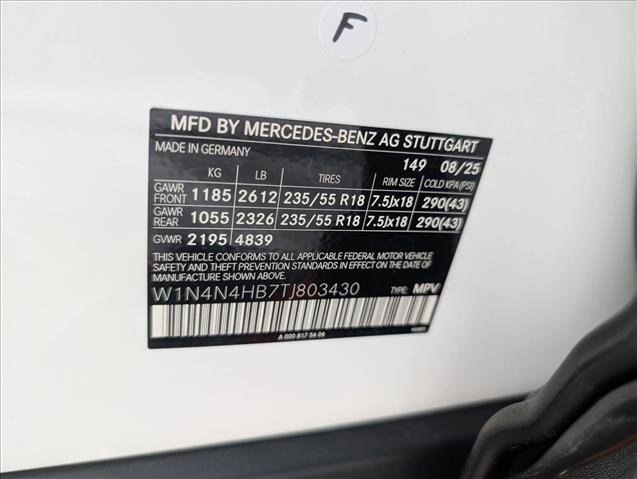 F
MFD BY MERCEDES-BENZ AG STUTTGART
MADE IN GERMANY 149 08/25
KG LB TIRES RIM SIZE COLD KPA (PSI)
GAWR FRONT 1185 2612 235/55 R18 7.5Jx18 290(43)
GAWR REAR 1055 2326 235/55 R18 7.5Jx18 290(43)
GVWR 2195 4839
THIS VEHICLE CONFORMS TO ALL APPLICABLE FEDERAL MOTOR VEHICLE
SAFETY AND THEFT PREVENTION STANDARDS IN EFFECT ON THE DATE OF
MANUFACTURE SHOWN ABOVE.
W1N4N4HB7TJ803430 TYPE: MPV
A 000 817 54 04